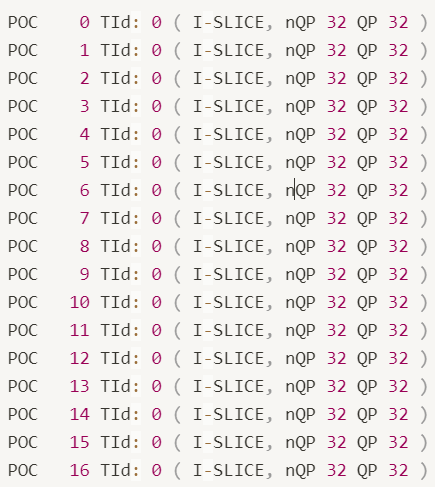 POC 0 TId: 0 ( I-SLICE, nQP 32 QP 32 )
POC 1 TId: 0 ( I-SLICE, nQP 32 QP 32 )
POC 2 TId: 0 ( I-SLICE, nQP 32 QP 32 )
POC 3 TId: 0 ( I-SLICE, nQP 32 QP 32 )
POC 4 TId: 0 ( I-SLICE, nQP 32 QP 32 )
POC 5 TId: 0 ( I-SLICE, nQP 32 QP 32 )
POC 6 TId: 0 ( I-SLICE, nQP 32 QP 32 )
POC 7 TId: 0 ( I-SLICE, nQP 32 QP 32 )
POC 8 TId: 0 ( I-SLICE, nQP 32 QP 32 )
POC 9 TId: 0 ( I-SLICE, nQP 32 QP 32 )
POC 10 TId: 0 ( I-SLICE, nQP 32 QP 32 )
POC 11 TId: 0 ( I-SLICE, nQP 32 QP 32 )
POC 12 TId: 0 ( I-SLICE, nQP 32 QP 32 )
POC 13 TId: 0 ( I-SLICE, nQP 32 QP 32 )
POC 14 TId: 0 ( I-SLICE, nQP 32 QP 32 )
POC 15 TId: 0 ( I-SLICE, nQP 32 QP 32 )
POC 16 TId: 0 ( I-SLICE, nQP 32 QP 32 )